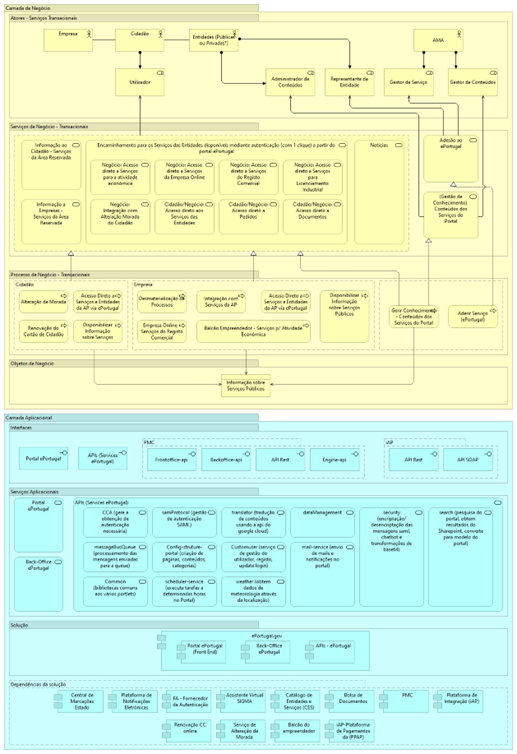 Camada de Negócio
Atores - Serviços Transacionais
Empresa
Cidadão
Entidades (Públicas
ou Privadas*)
AMA
Utilizador
Administrador de
Conteúdos
Representante da
Entidade
Gestor de Serviço
Gestor de Conteúdos
Serviços de Negócio - Transacionais
Informação ao
Cidadão - Serviços
da Área Reservada
Encaminhamento para os Serviços das Entidades (disponíveis mediante autenticação (com 1 clique) a partir do
portal ePortugal
Notícias
Adesão ao
ePortugal
Negócio: Acesso
direto a Serviços
para a atividade
económica
Negócio: Acesso
direto a Serviços
da Empresa Online
Negócio: Acesso
direto a Serviços
do Registo
Comercial
Negócio: Acesso
direto a Serviços
para
Licenciamento
Industrial
Informação a
Empresa -
Serviços da Área
Reservada
Negócio:
Integração com
Alteração Morada
do Cidadão
Cidadão/Negócio:
Acesso direto aos
Serviços das
Entidades
Cidadão/Negócio:
Acesso direto a
Pedidos
Cidadão/Negócio:
Acesso direto a
Documentos
(Gestão de
Conhecimento)
Conteúdos dos
Serviços do
Portal
Processo de Negócio - Transacionais
Cidadão
Alteração de Morada
Acesso Direto aos
Serviços e Entidades
da AP via ePortugal
Renovação do
Cartão de Cidadão
Disponibilizar
Informação
sobre Serviços
Empresa
Desmaterialização de
Processos
Integração com
Serviços da AP
Acesso Direto aos
Serviços e Entidades
da AP via ePortugal
Disponibilizar
Informação
sobre Serviços
Públicos
Empresa Online
Serviços do Registo
Comercial
Balcão Empreendedor - Serviços p/ Atividade
Económica
Gerir Conhecimento
- Conteúdos dos
Serviços do Portal
Aderir Serviço
(ePortugal)
Objetos de Negócio
Informação sobre
Serviços Públicos
Camada Aplicacional
Interfaces
Portal ePortugal
APIs (Services
ePortugal)
PMC
Frontoffice-api
Backoffice-api
API Rest
Engine-api
iAP
API Rest
API SOAP
Serviços Aplicacionais
Portal
ePortugal
Back-Office
ePortugal
APIs (Services ePortugal)
CCA (gere a
obtenção da
autenticação
necessária)
samlProtocol (gestão
de autenticação
SAML)
translator (tradução
de conteúdos
usando a api do
google cloud)
dateManagement
security
(encriptação/
desencriptação das
mensagens saml,
chatbot e
transformações de
base64)
search (pesquisa do
portal, obtem
resultados do
Sharepoint, converte
para modelo do
portal)
messageBusQueue
(processamento das
mensagens enviadas
para a queue)
(criação de
páginas, conteúdos,
categorias)
Customuser (serviço
de gestão do
utilizador, registo,
update login)
mail-service (envio
de mails e
notificações no
portal)
Common
(bibliotecas comuns
aos vários portlets)
scheduler-service
(executa tarefas a
determinadas horas
no Portal)
weather (obtem
dados de
meteorologia através
da localização)
Solução
ePortugal.gov
Portal ePortugal
(Front End)
Back-Office
ePortugal
APIs - ePortugal
Dependências da solução
Central de
Marcações
Estado
Plataforma de
Notificações
Eletrónicas
FA - Fornecedor
de Autenticação
Assistente Virtual
SIGMA
Catálogo de
Entidades e
Serviços (CES)
Bolsa de
Documentos
PMC
Plataforma de
Integração (iAP)
Renovação CC
online
Serviço de
Alteração de
Morada
Balcão do
empreendedor
iAP-Plataforma
de Pagamentos
da (PPAP)